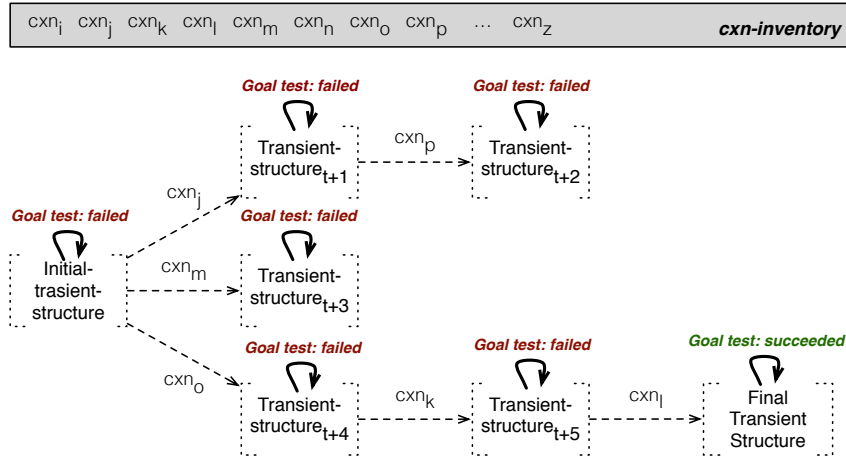 cxn_i cxn_j cxn_k cxn_l cxn_m cxn_n cxn_o cxn_p ... cxn_z cxn-inventory
Goal test: failed
Goal test: failed
Transient-
structure_t+1
cxn_p
Transient-
structure_t+2
cxn_j
Goal test: failed
Goal test: failed
Initial-
trasient-
structure
cxn_m
Transient-
structure_t+3
Goal test: failed
Goal test: failed
Goal test: succeeded
cxn_o
Transient-
structure_t+4
cxn_k
Transient-
structure_t+5
cxn_l
Final
Transient
Structure